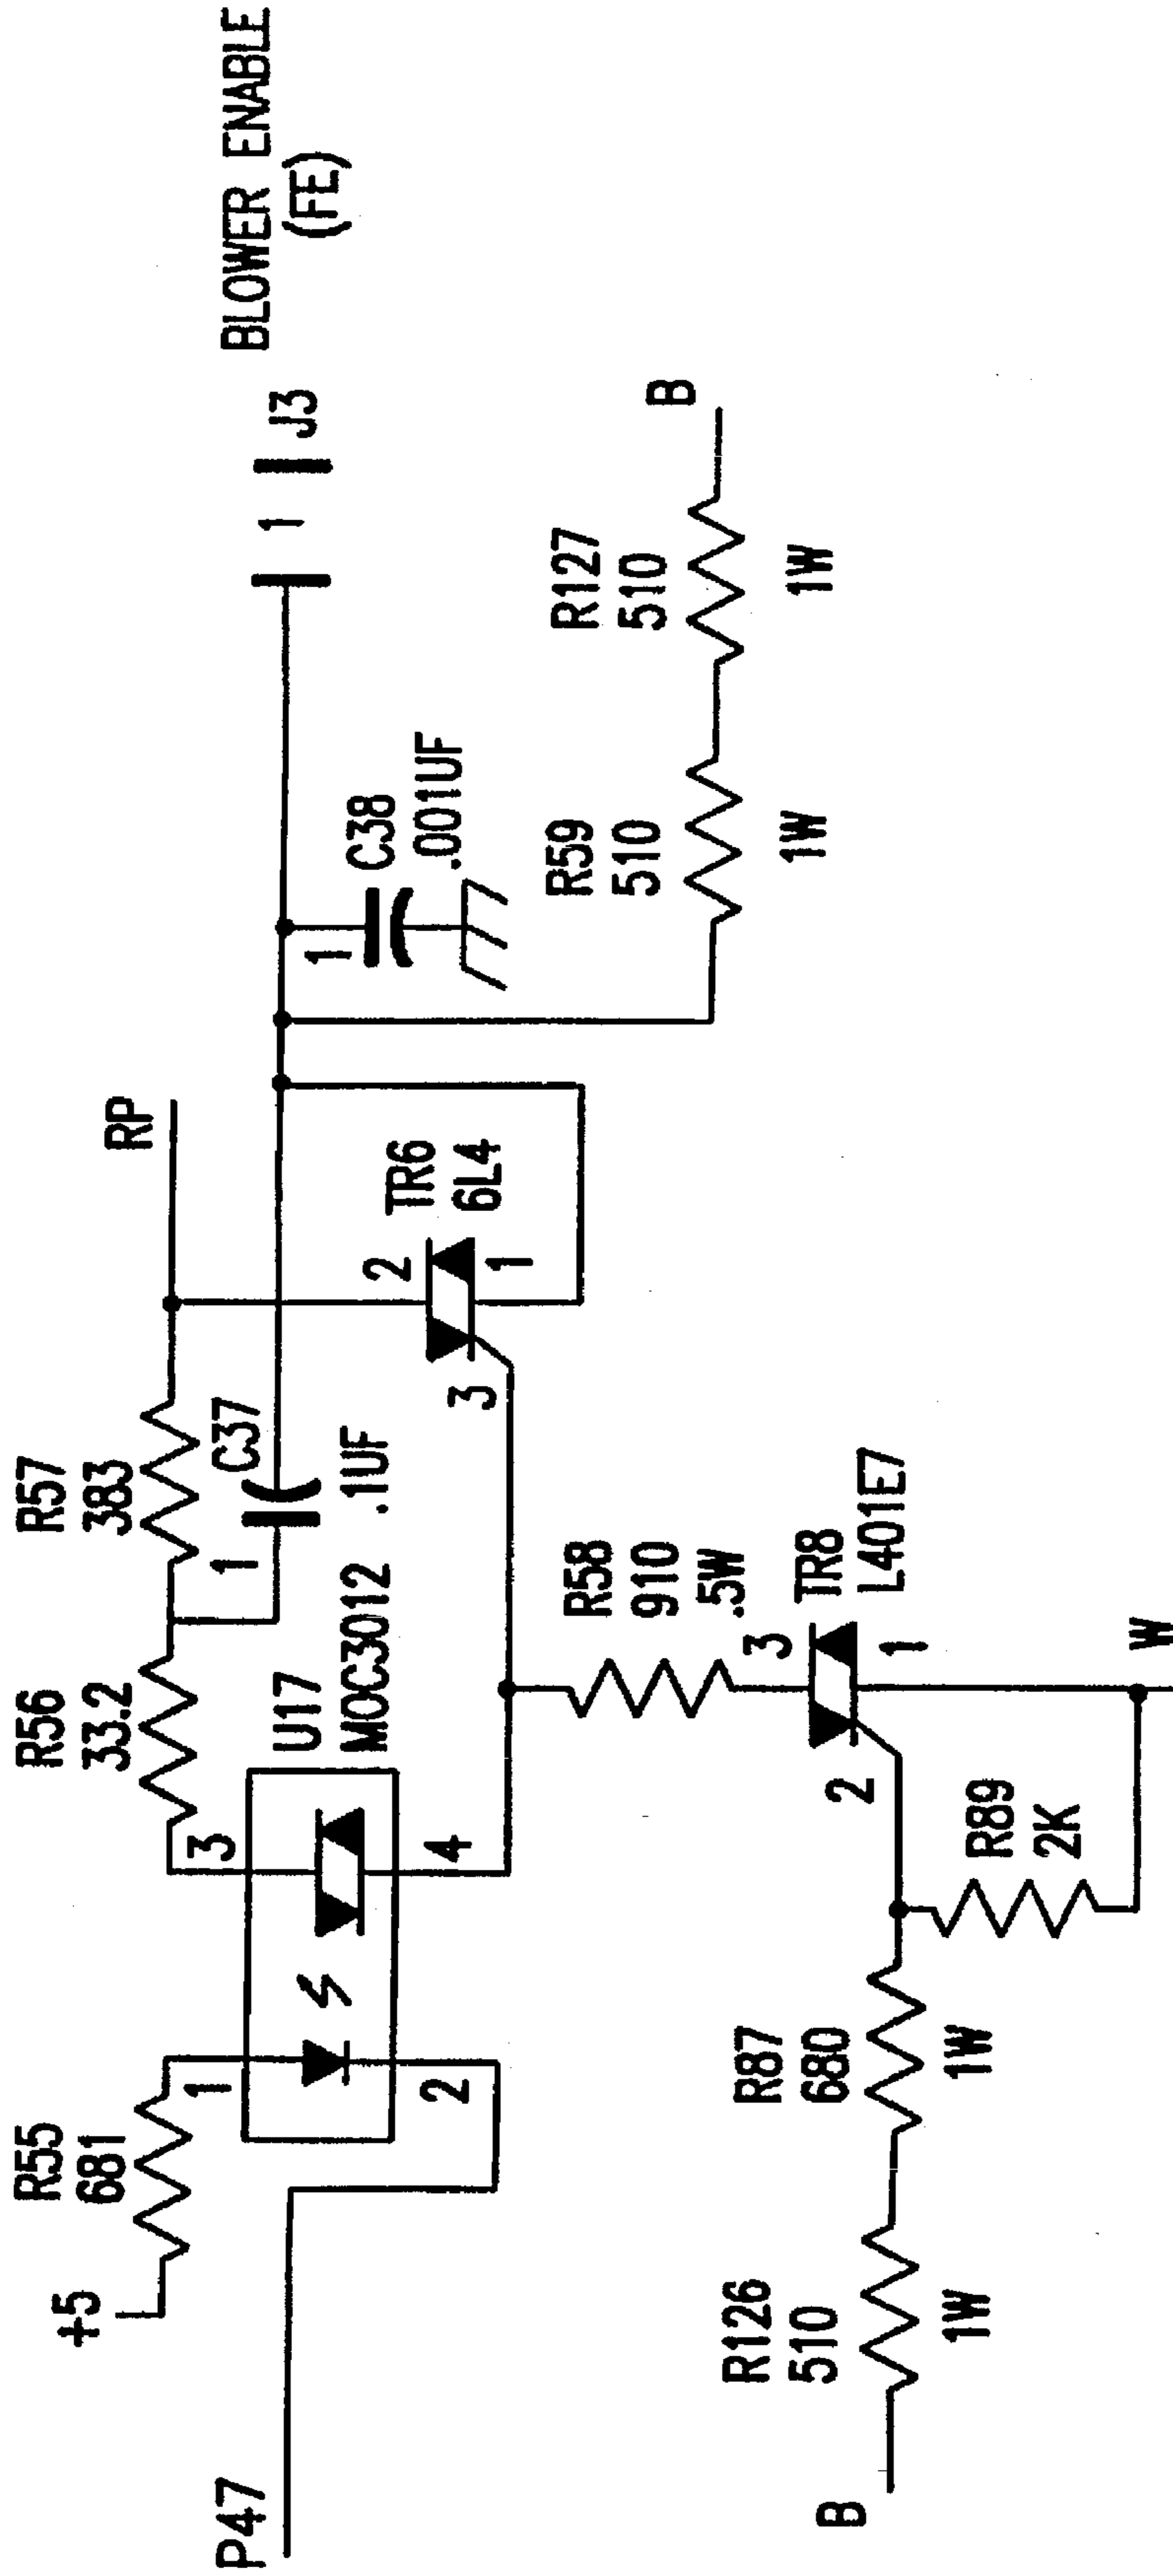 +5
R55
681
1
2
P47
U17
MOC3012
3
4
R56
33.2
R57
383
1
C37
.1UF
RP
TR6
6L4
2
1
3
1
C38
.001UF
1
J3
BLOWER ENABLE
(FE)
R59
510
1W
R127
510
1W
B
R58
910
.5W
TR8
L401E7
3
1
2
B
R126
510
1W
R87
680
1W
R89
2K
W